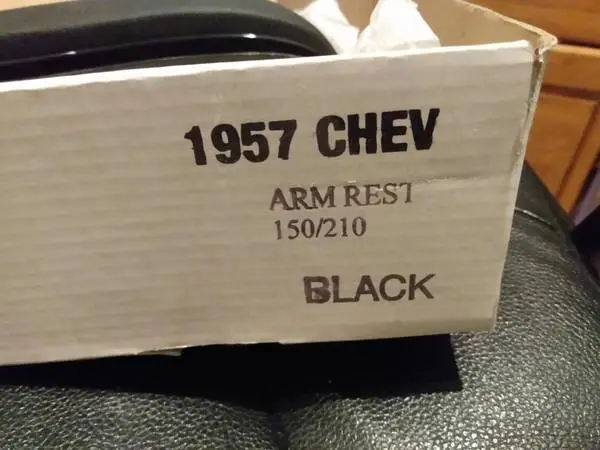 1957 CHEV
ARM REST
150/210
BLACK